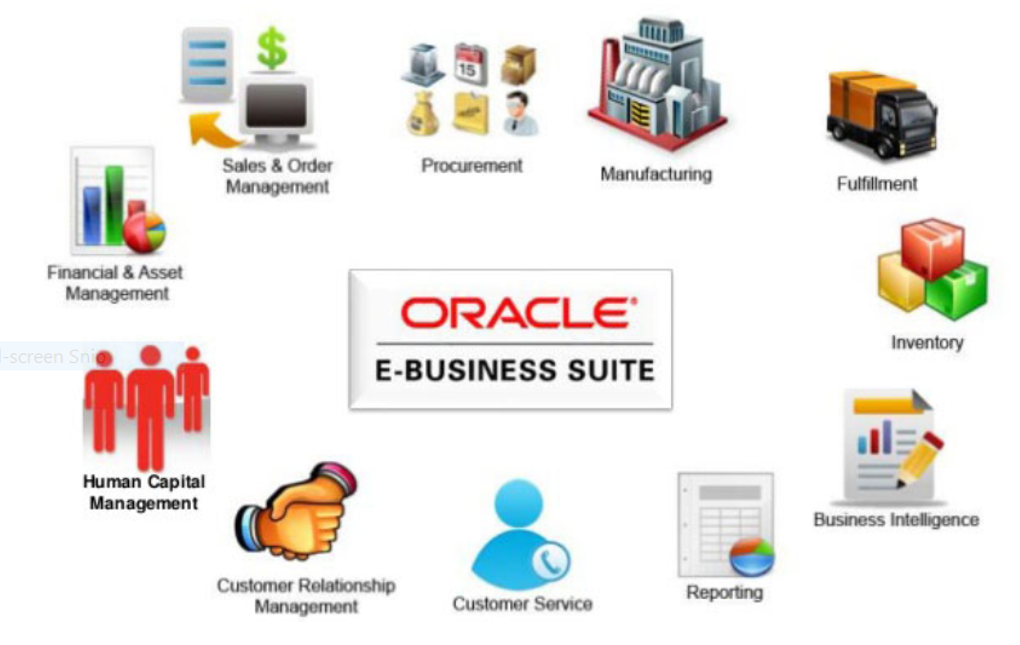 Sales & Order
Management
Procurement
15
Manufacturing
Fulfillment
Financial & Asset
Management
ORACLE®
E-BUSINESS SUITE
Inventory
-screen Snip
Human Capital
Management
Business Intelligence
Customer Relationship
Management
Customer Service
Reporting